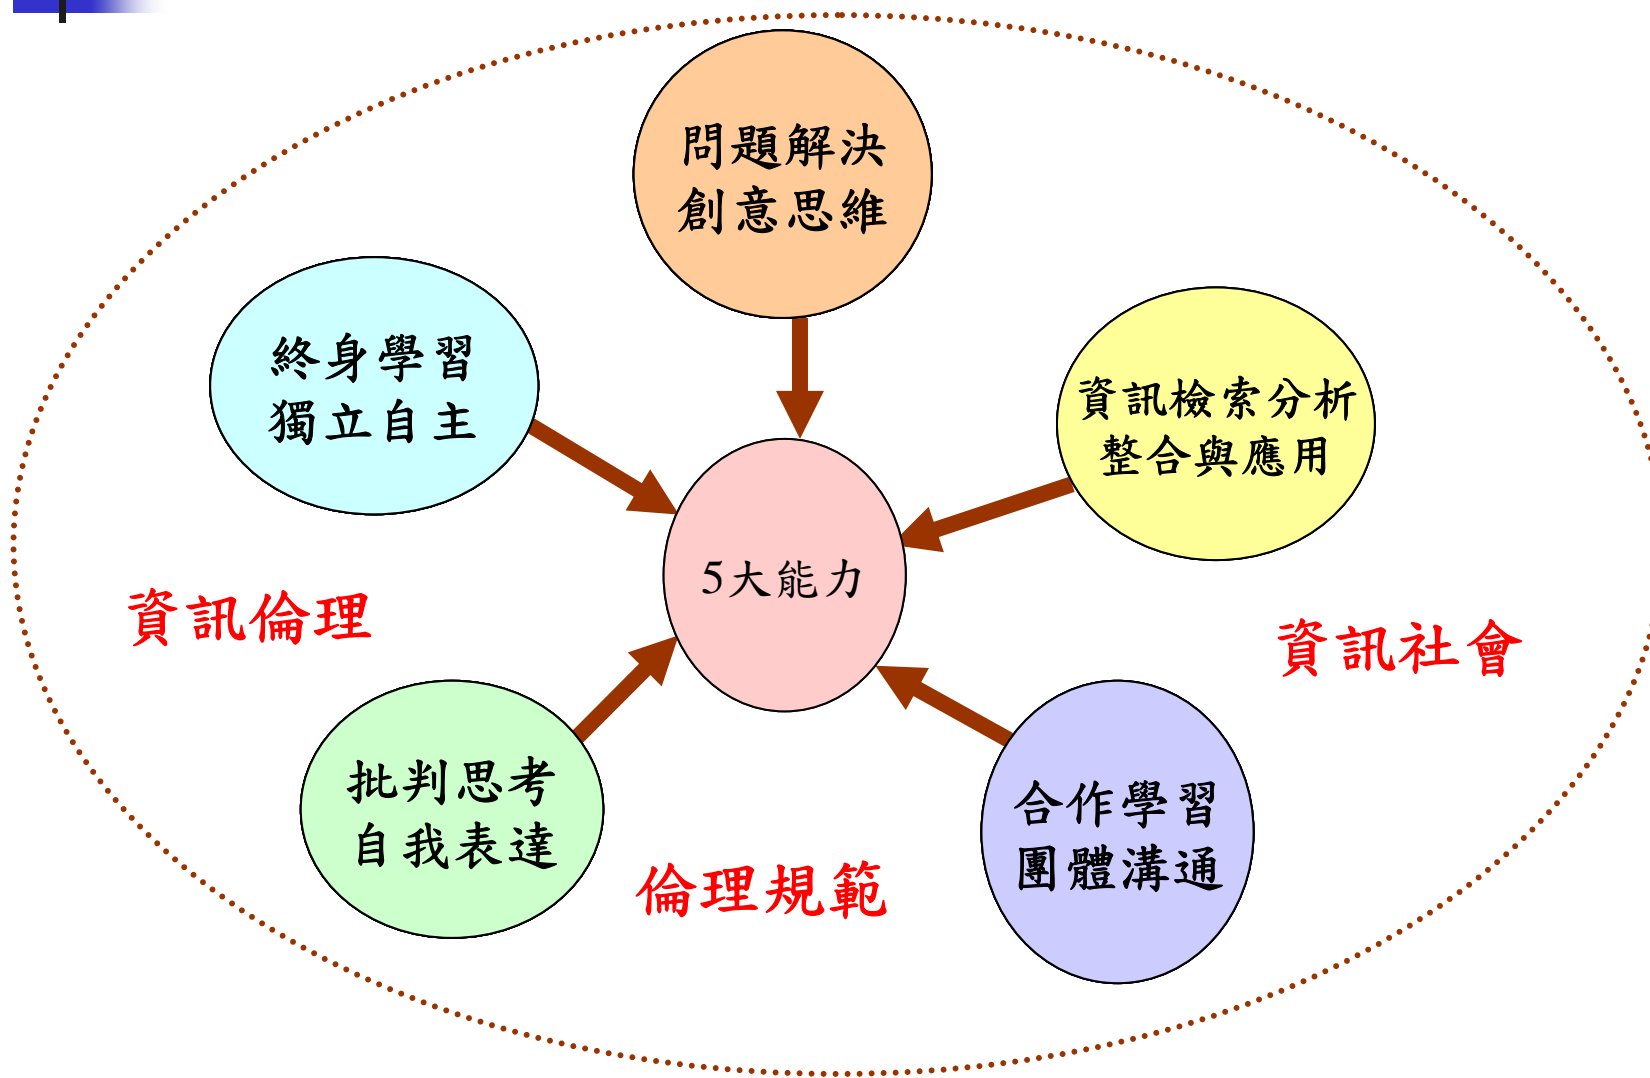 問題解決
創意思維
終身學習
獨立自主
資訊檢索分析
整合與應用
5大能力
資訊倫理
資訊社會
批判思考
自我表達
合作學習
團體溝通
倫理規範